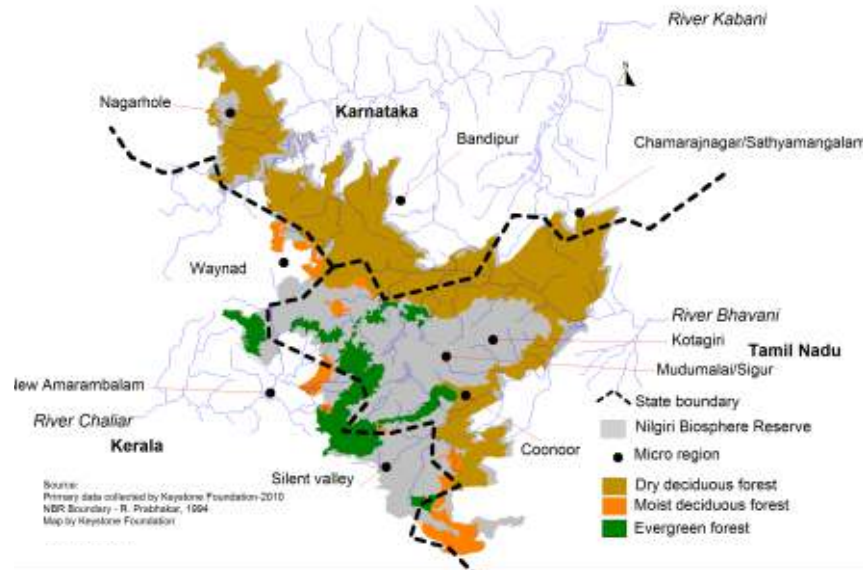 River Kabani
N
Nagarhole
Karnataka
Bandipur
Chamarajnagar/Sathyamangalam
Waynad
River Bhavani
Kotagiri
Tamil Nadu
Mudumalai/Sigur
New Amarambalam
State boundary
River Chaliar
Nilgiri Biosphere Reserve
Kerala
Coonoor
Micro region
Silent valley
Dry deciduous forest
Moist deciduous forest
Evergreen forest
Source:
Primary data collected by Keystone Foundation-2010
NBR Boundary - R. Prabhakar, 1994
Map by Keystone Foundation